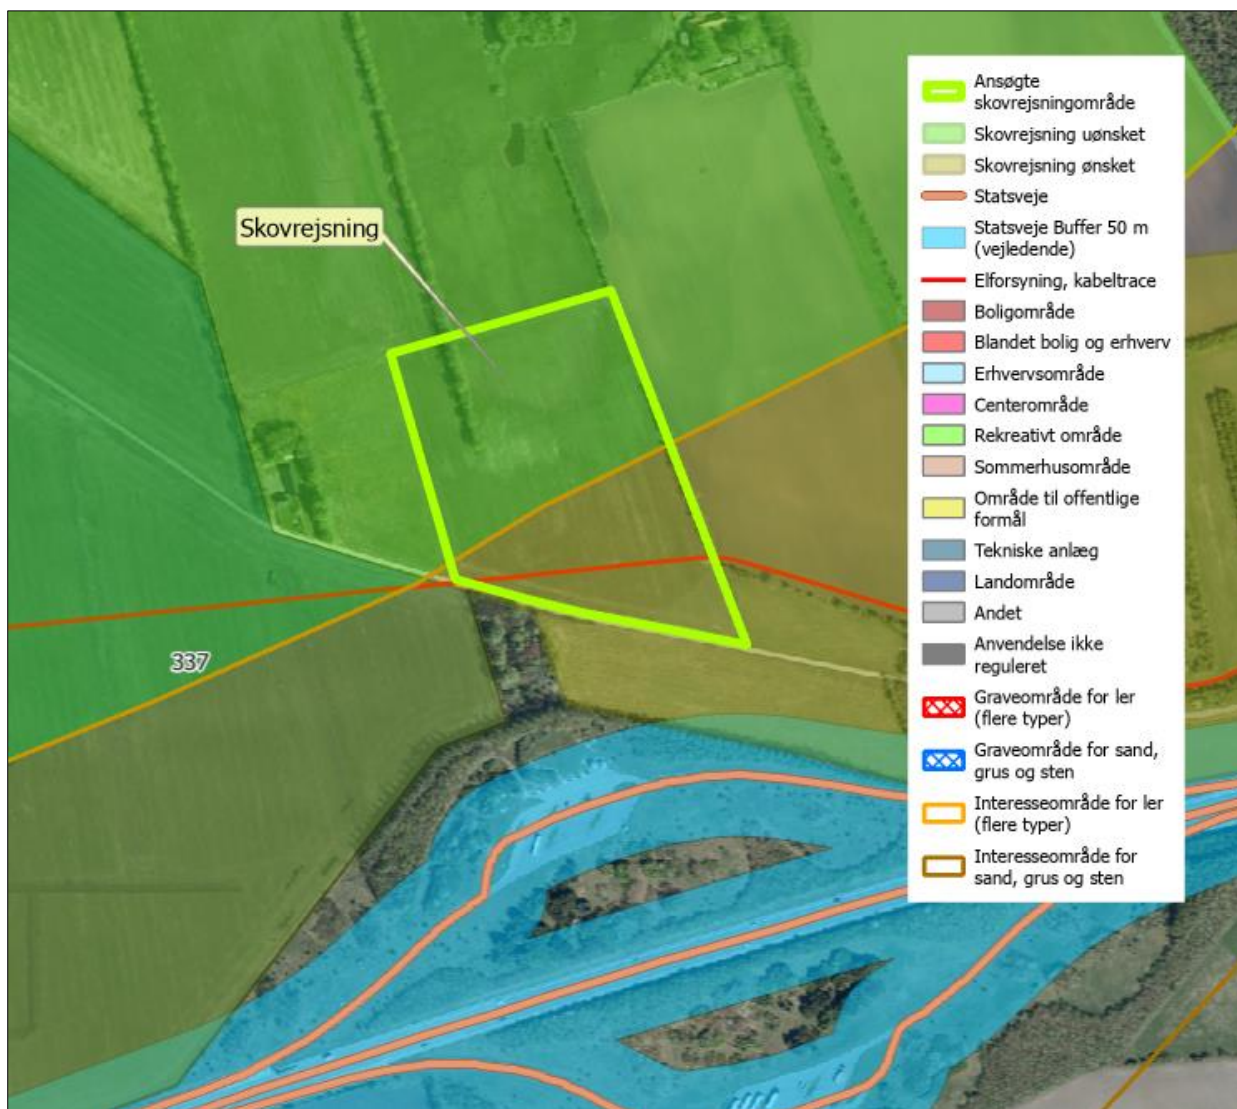 Skovrejsning
337
Ansøgte
skovrejsningområde
Skovrejsning uønsket
Skovrejsning ønsket
Statsveje
Statsveje Buffer 50 m
(vejledende)
Elforsyning, kabeltrace
Boligområde
Blandet bolig og erhverv
Erhvervsområde
Centerområde
Rekreativt område
Sommerhusområde
Område til offentlige
formål
Tekniske anlæg
Landområde
Andet
Anvendelse ikke
reguleret
Graveområde for ler
(flere typer)
Graveområde for sand,
grus og sten
Interesseområde for ler
(flere typer)
Interesseområde for
sand, grus og sten